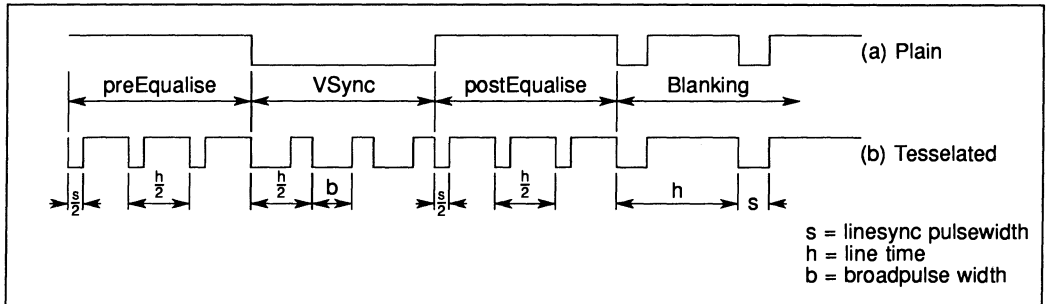 (a) Plain
preEqualise VSync postEqualise Blanking
(b) Tesselated
s/2 h/2 h/2 b s/2 h/2 h s
s = linesync pulsewidth
h = line time
b = broadpulse width